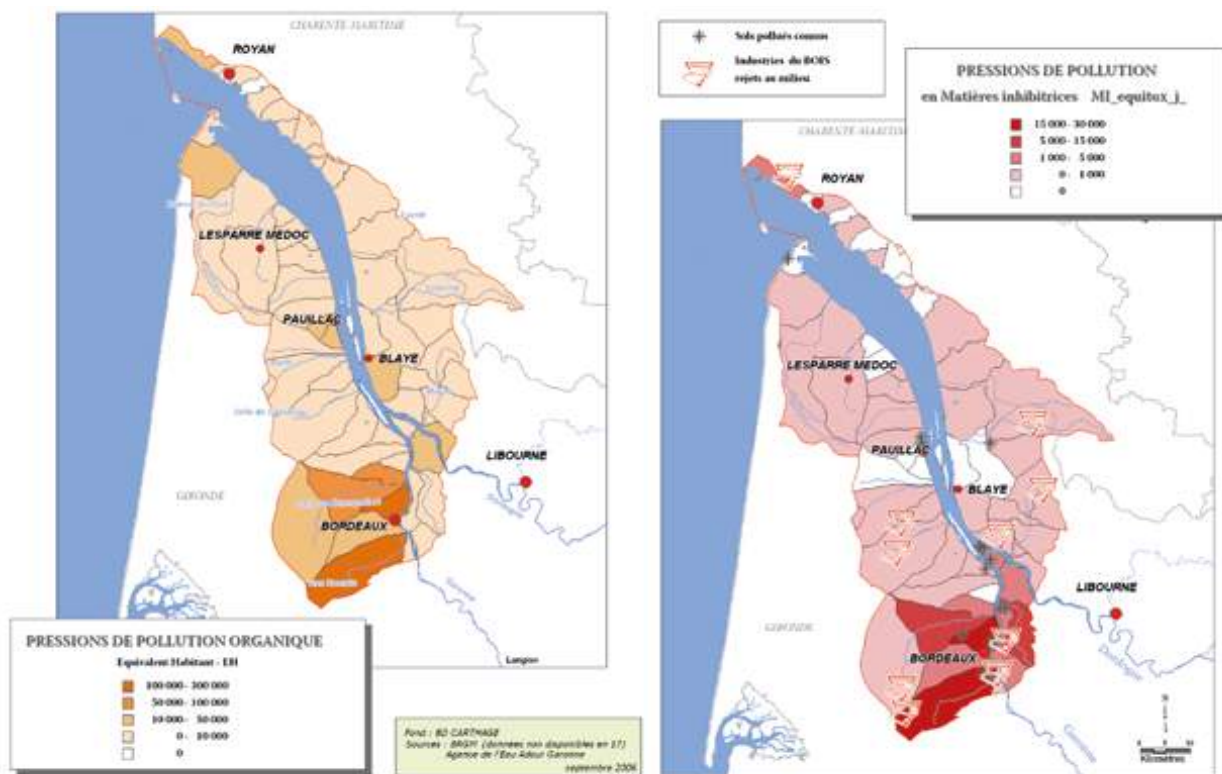 CHARENTE-MARITIME
ROYAN
LESPARRE MEDOC
PAUILLAC
BLAYE
LIBOURNE
GIRONDE
BORDEAUX
Langon
PRESSIONS DE POLLUTION ORGANIQUE
Equivalent Habitant - EH
100 000 - 300 000
50 000 - 100 000
10 000 - 50 000
0 - 10 000
0
Fond : BD CARTHAGE
Sources : BRGM (données non disponibles en 17)
Agence de l'Eau Adour Garonne
septembre 2006
Sols pollués connus
Industries du BOIS
rejets au milieu
PRESSIONS DE POLLUTION
en Matières inhibitrices MI_equitox_j_
15 000 - 30 000
5 000 - 15 000
1 000 - 5 000
0 - 1 000
0
CHARENTE-MARITIME
ROYAN
LESPARRE MEDOC
PAUILLAC
BLAYE
LIBOURNE
GIRONDE
BORDEAUX
Dordogne
Garonne
Kilomètres